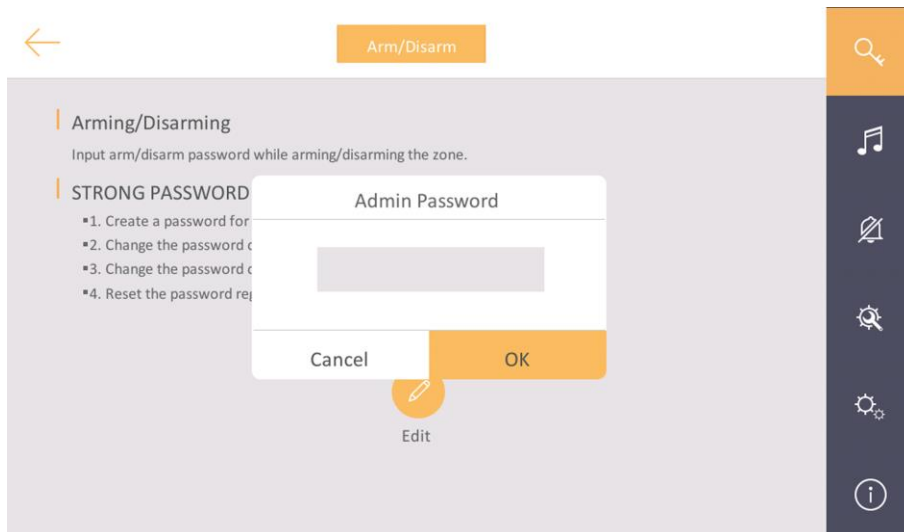 Arm/Disarm
Arming/Disarming
Input arm/disarm password while arming/disarming the zone.
STRONG PASSWORD
▪1. Create a password for
▪2. Change the password
▪3. Change the password
▪4. Reset the password
Admin Password
Cancel
OK
Edit